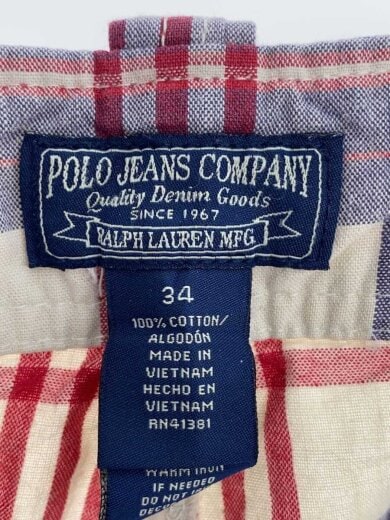 POLO JEANS COMPANY
Quality Denim Goods
SINCE 1967
RALPH LAUREN MFG.
34
100% COTTON/
ALGODÓN
MADE IN
VIETNAM
HECHO EN
VIETNAM
RN41381
WARM IRON
IF NEEDED
DO NOT